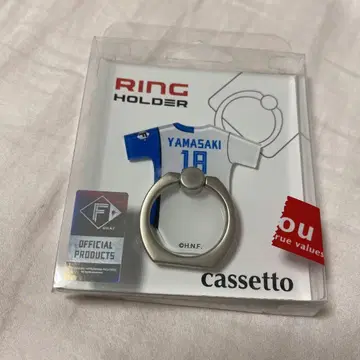 RING
HOLDER
YAMASAKI
18
F
OFFICIAL
PRODUCTS
©H.N.F.
ou
rue values
cassetto